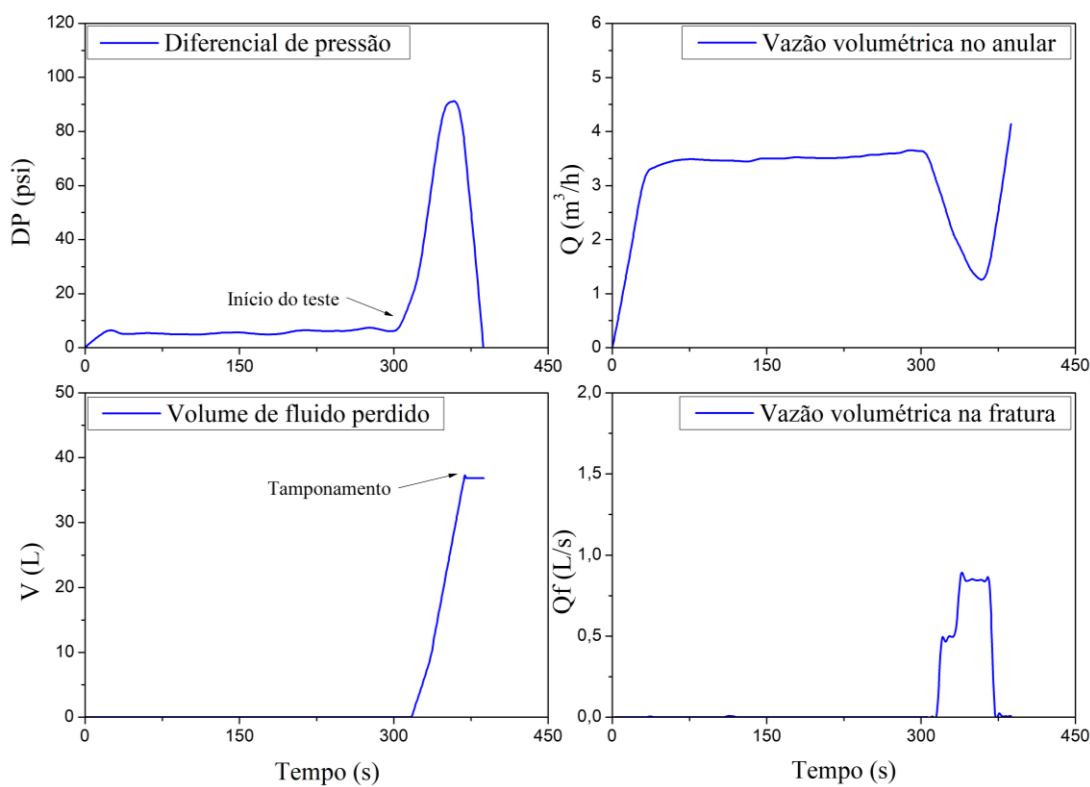 Diferencial de pressão
DP (psi)
120
100
80
60
40
20
0
Início do teste
0 150 300 450
Vazão volumétrica no anular
Q (m³/h)
6
5
4
3
2
1
0
0 150 300 450
Volume de fluido perdido
V (L)
50
40
30
20
10
0
Tamponamento
0 150 300 450
Tempo (s)
Vazão volumétrica na fratura
Qf (L/s)
2,0
1,5
1,0
0,5
0,0
0 150 300 450
Tempo (s)